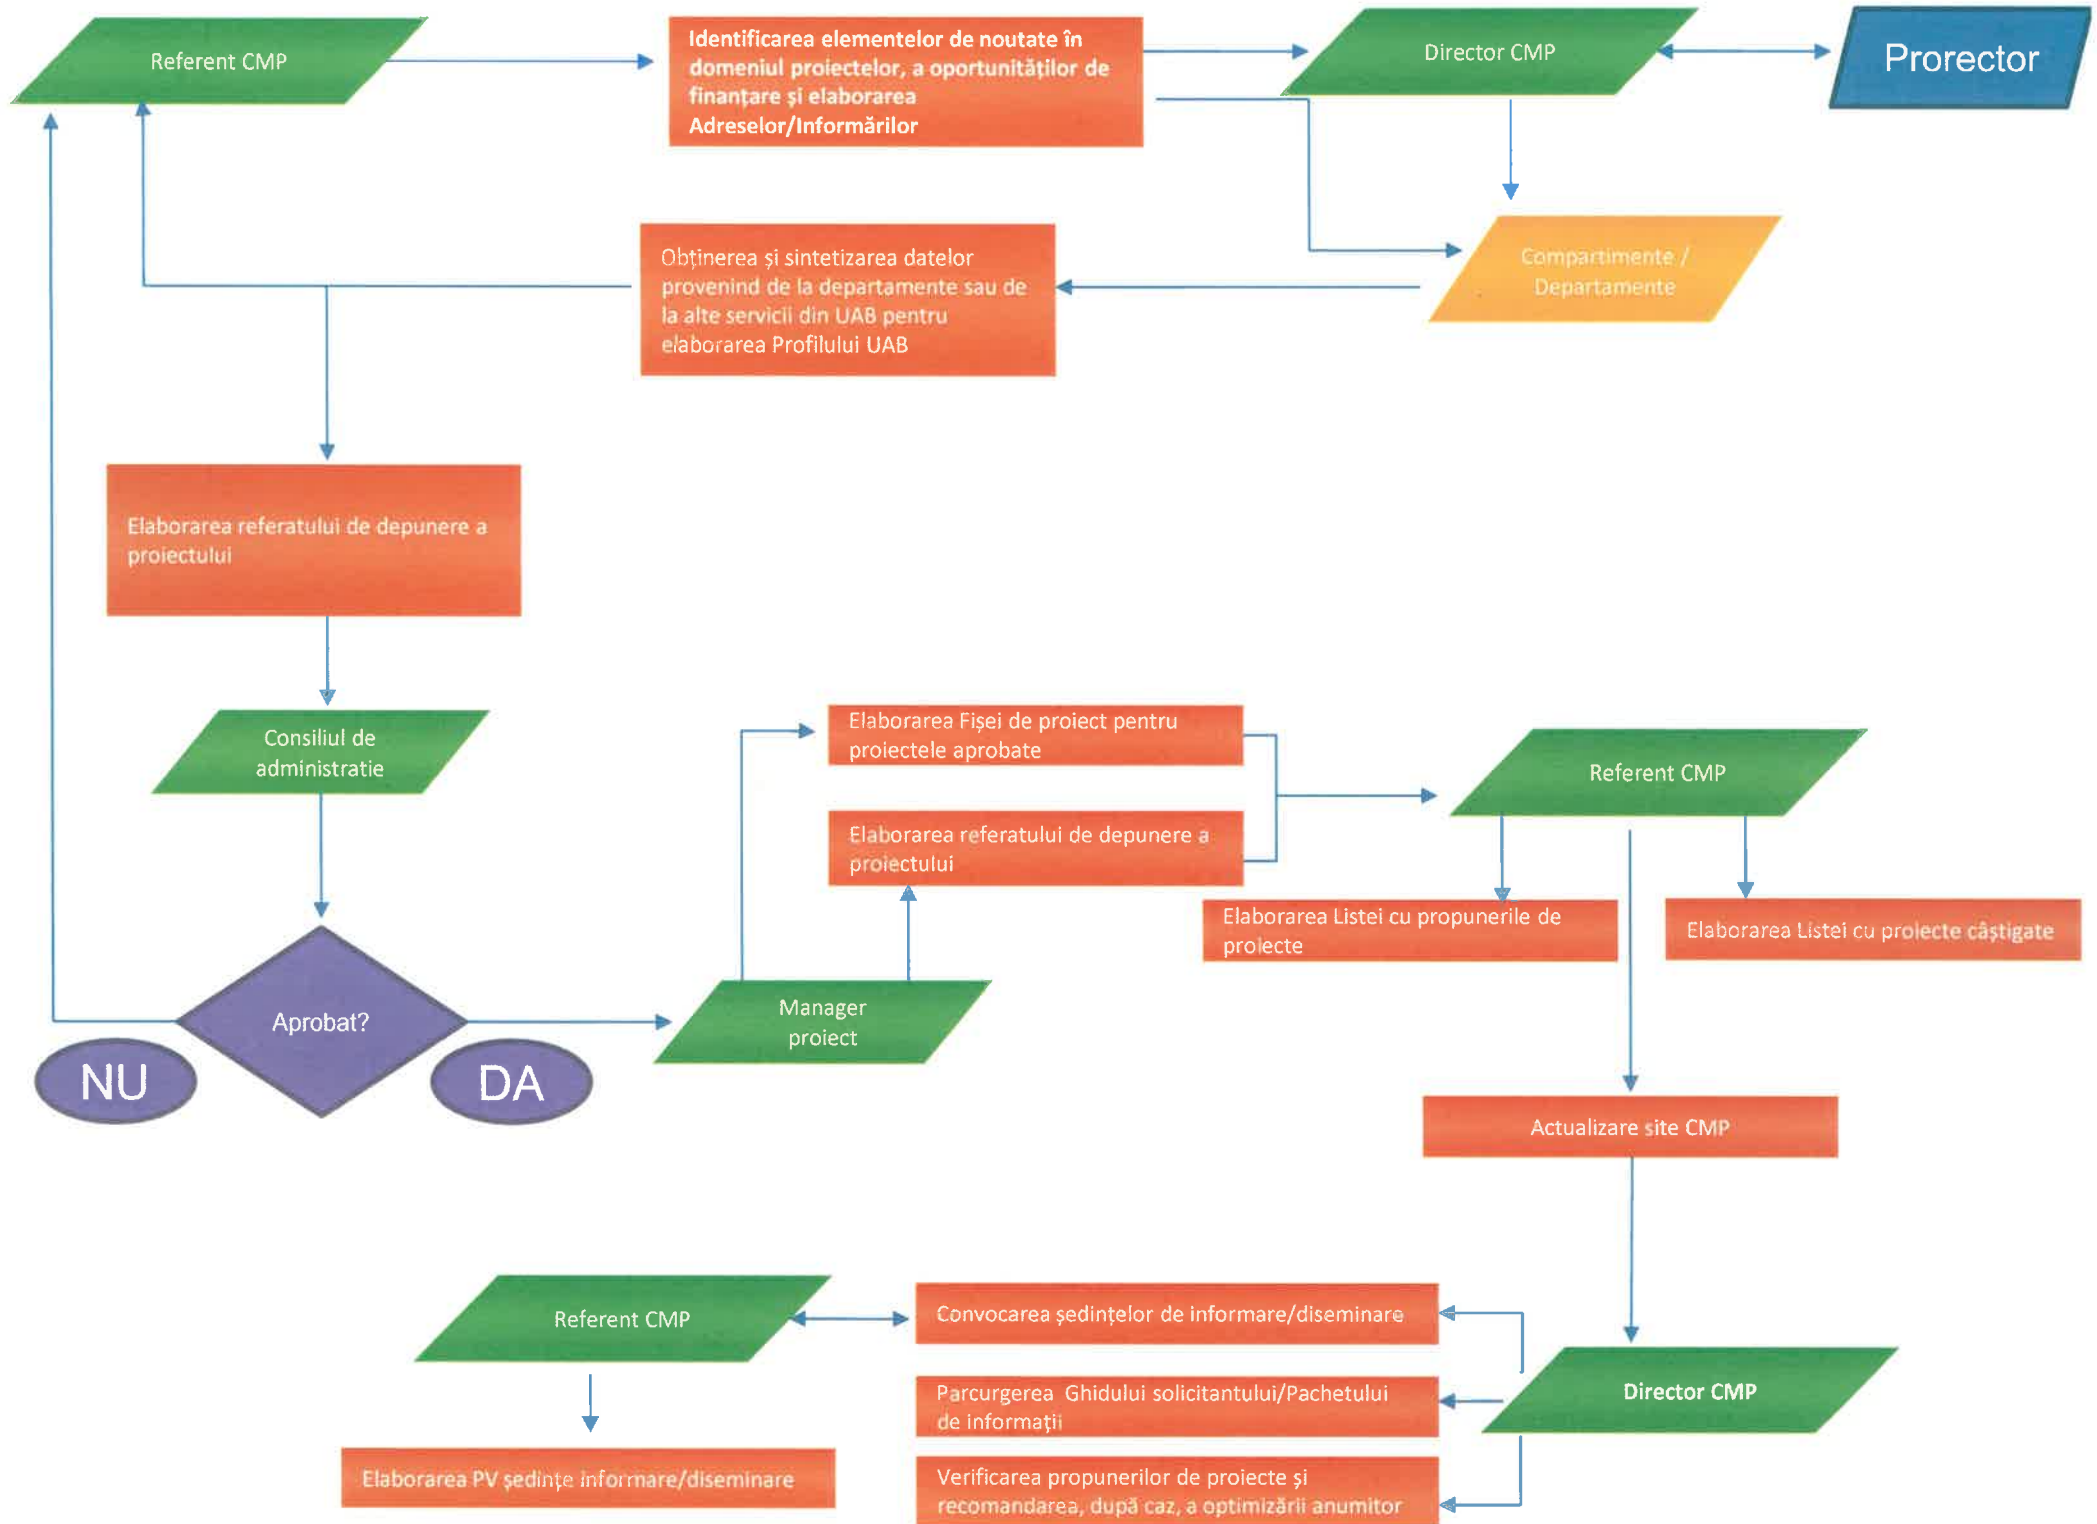 Referent CMP
Identificarea elementelor de noutate în
domeniul proiectelor, a oportunităților de
finanțare și elaborarea
Adreselor/Informărilor
Director CMP
Prorector
Obținerea și sintetizarea datelor
provenind de la departamente sau de
la alte servicii din UAB pentru
elaborarea Profilului UAB
Compartimente /
Departamente
Elaborarea referatului de depunere a
proiectului
Consiliul de
administratie
Elaborarea Fișei de proiect pentru
proiectele aprobate
Referent CMP
Elaborarea referatului de depunere a
proiectului
Elaborarea Listei cu propunerile de
proiecte
Elaborarea Listei cu proiecte câștigate
Aprobat?
NU
DA
Manager
proiect
Actualizare site CMP
Referent CMP
Convocarea ședințelor de informare/diseminare
Parcurgerea Ghidului solicitantului/Pachetului
de informații
Director CMP
Elaborarea PV ședințe informare/diseminare
Verificarea propunerilor de proiecte și
recomandarea, după caz, a optimizării anumitor